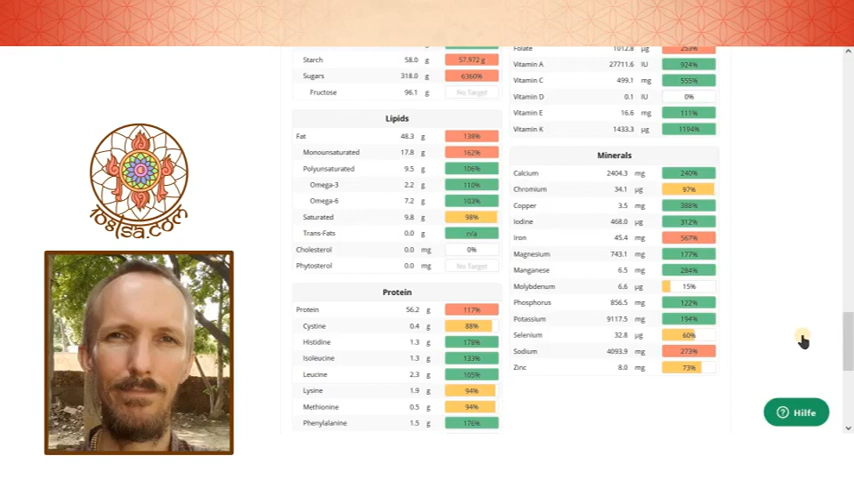 Starch 58.0 g 57.972 g
Sugars 318.0 g 6360%
Fructose 96.1 g No Target
Lipids
Fat 48.3 g 138%
Monounsaturated 17.8 g 162%
Polyunsaturated 9.5 g 106%
Omega-3 2.2 g 110%
Omega-6 7.2 g 103%
Saturated 9.8 g 98%
Trans-Fats 0.0 g n/a
Cholesterol 0.0 mg 0%
Phytosterol 0.0 mg No Target
Protein
Protein 56.2 g 117%
Cystine 0.4 g 88%
Histidine 1.3 g 178%
Isoleucine 1.3 g 133%
Leucine 2.3 g 105%
Lysine 1.9 g 94%
Methionine 0.5 g 94%
Phenylalanine 1.5 g 176%
Folate 1012.8 µg 253%
Vitamin A 27711.6 IU 924%
Vitamin C 499.1 mg 555%
Vitamin D 0.1 IU 0%
Vitamin E 16.6 mg 111%
Vitamin K 1433.3 µg 1194%
Minerals
Calcium 2404.3 mg 240%
Chromium 34.1 µg 97%
Copper 3.5 mg 388%
Iodine 468.0 µg 312%
Iron 45.4 mg 567%
Magnesium 743.1 mg 177%
Manganese 6.5 mg 284%
Molybdenum 6.6 µg 15%
Phosphorus 856.5 mg 122%
Potassium 9117.5 mg 194%
Selenium 32.8 µg 60%
Sodium 4093.9 mg 273%
Zinc 8.0 mg 73%
Hilfe